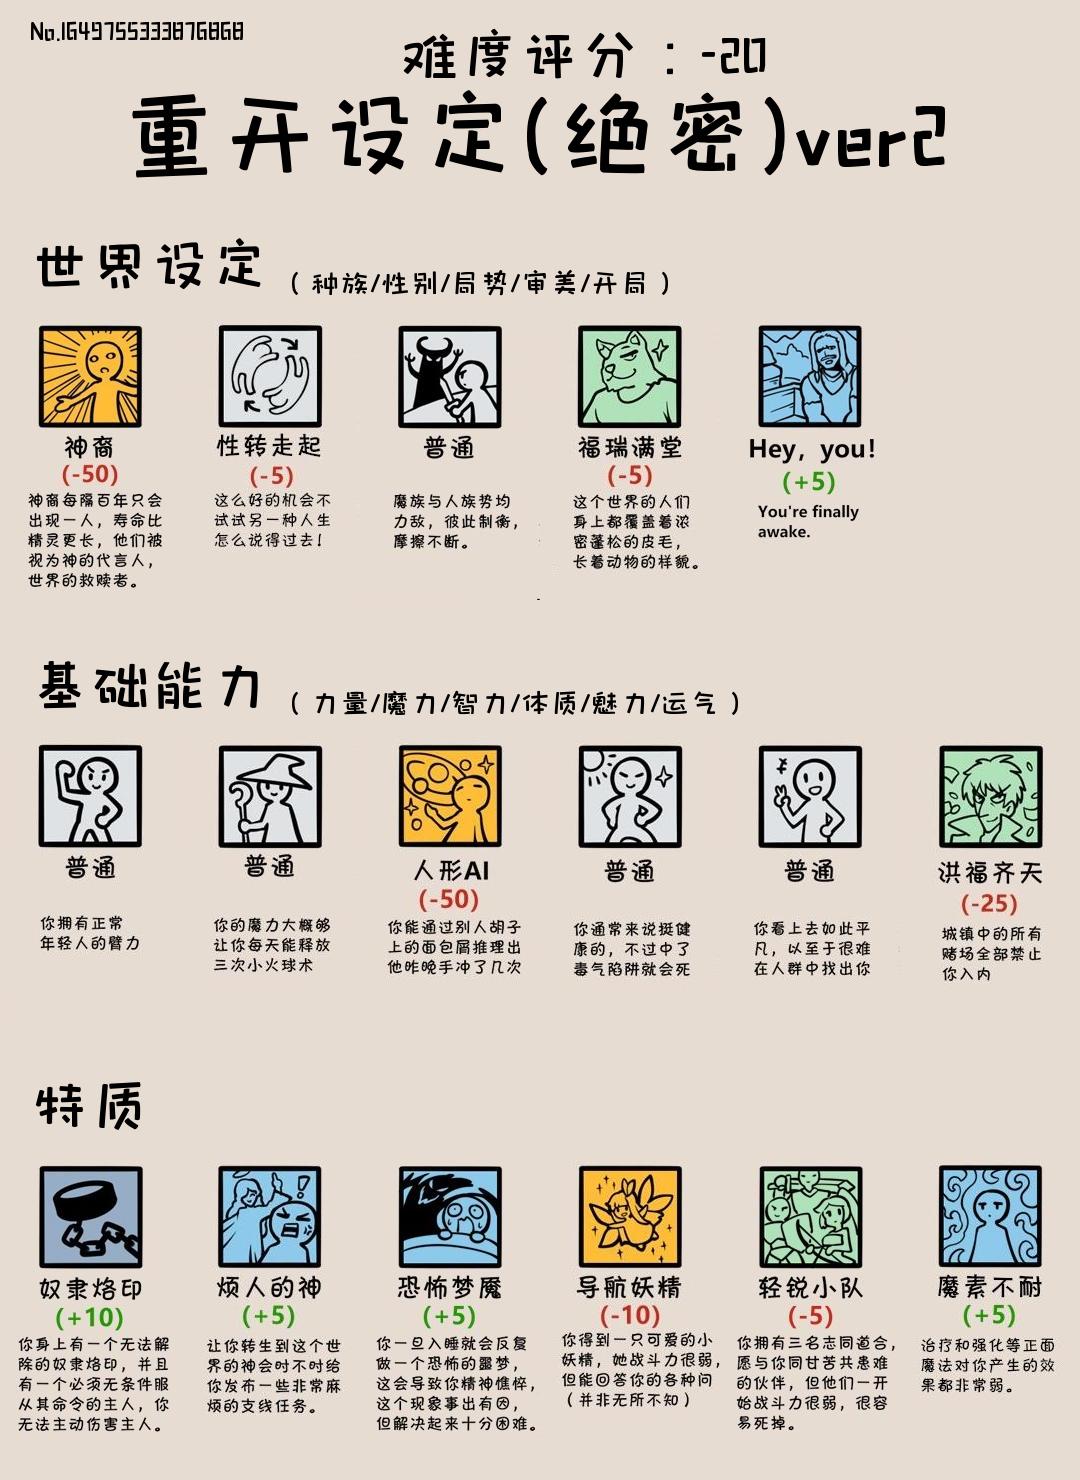 No.1649755333876868
难度评分：-20
重开设定(绝密)ver2
世界设定（种族/性别/局势/审美/开局）
神裔
(-50)
神裔每隔百年只会
出现一人，寿命比
精灵更长，他们被
视为神的代言人，
世界的救赎者。
性转走起
(-5)
这么好的机会不
试试另一种人生
怎么说得过去！
普通
魔族与人族势均
力敌，彼此制衡，
摩擦不断。
福瑞满堂
(-5)
这个世界的人们
身上都覆盖着浓
密蓬松的皮毛，
长着动物的样貌。
Hey, you!
(+5)
You're finally
awake.
基础能力（力量/魔力/智力/体质/魅力/运气）
普通
你拥有正常
年轻人的臂力
普通
你的魔力大概够
让你每天能释放
三次小火球术
人形AI
(-50)
你能通过别人胡子
上的面包屑推理出
他昨晚手冲了几次
普通
你通常来说挺健
康的，不过中了
毒气陷阱就会死
普通
你看上去如此平
凡，以至于很难
在人群中找出你
洪福齐天
(-25)
城镇中的所有
赌场全部禁止
你入内
特质
奴隶烙印
(+10)
你身上有一个无法解
除的奴隶烙印，并且
有一个必须无条件服
从其命令的主人，你
无法主动伤害主人。
烦人的神
(+5)
让你转生到这个世
界的神会时不时给
你发布一些非常麻
烦的支线任务。
恐怖梦魇
(+5)
你一旦入睡就会反复
做一个恐怖的噩梦，
这会导致你精神憔悴，
这个现象事出有因，
但解决起来十分困难。
导航妖精
(-10)
你得到一只可爱的小
妖精，她战斗力很弱，
但能回答你的各种问
（并非无所不知）
轻锐小队
(-5)
你拥有三名志同道合，
愿与你同甘苦共患难
的伙伴，但他们一开
始战斗力很弱，很容
易死掉。
魔素不耐
(+5)
治疗和强化等正面
魔法对你产生的效
果都非常弱。